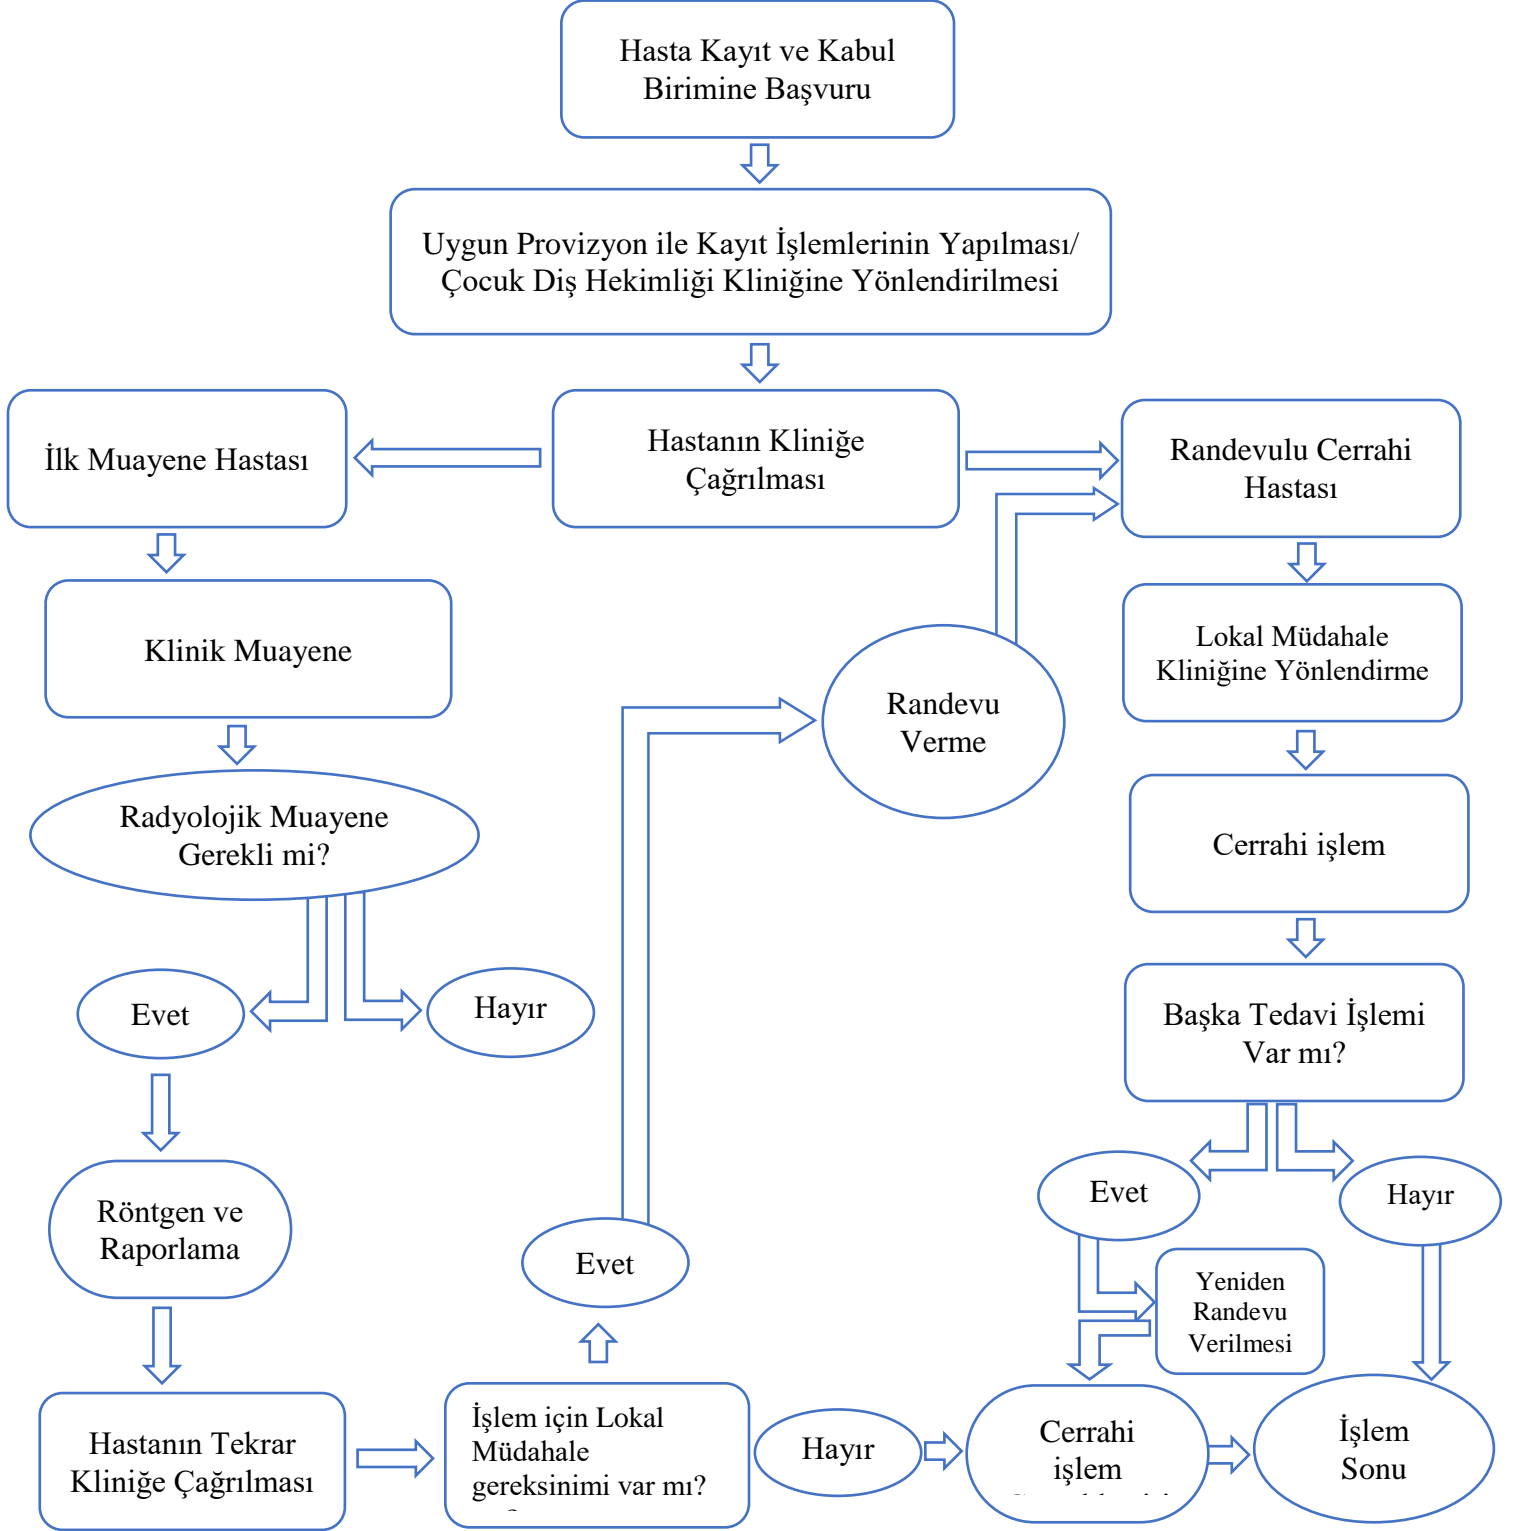 Hasta Kayıt ve Kabul
Birimine Başvuru
Uygun Provizyon ile Kayıt İşlemlerinin Yapılması/
Çocuk Diş Hekimliği Kliniğine Yönlendirilmesi
İlk Muayene Hastası
Hastanın Kliniğe
Çağrılması
Randevulu Cerrahi
Hastası
Klinik Muayene
Lokal Müdahale
Kliniğine Yönlendirme
Randevu
Verme
Radyolojik Muayene
Gerekli mi?
Cerrahi işlem
Evet
Hayır
Başka Tedavi İşlemi
Var mı?
Evet
Hayır
Röntgen ve
Raporlama
Evet
Yeniden
Randevu
Verilmesi
Hastanın Tekrar
Kliniğe Çağrılması
İşlem için Lokal
Müdahale
gereksinimi var mı?
Hayır
Cerrahi
işlem
İşlem
Sonu